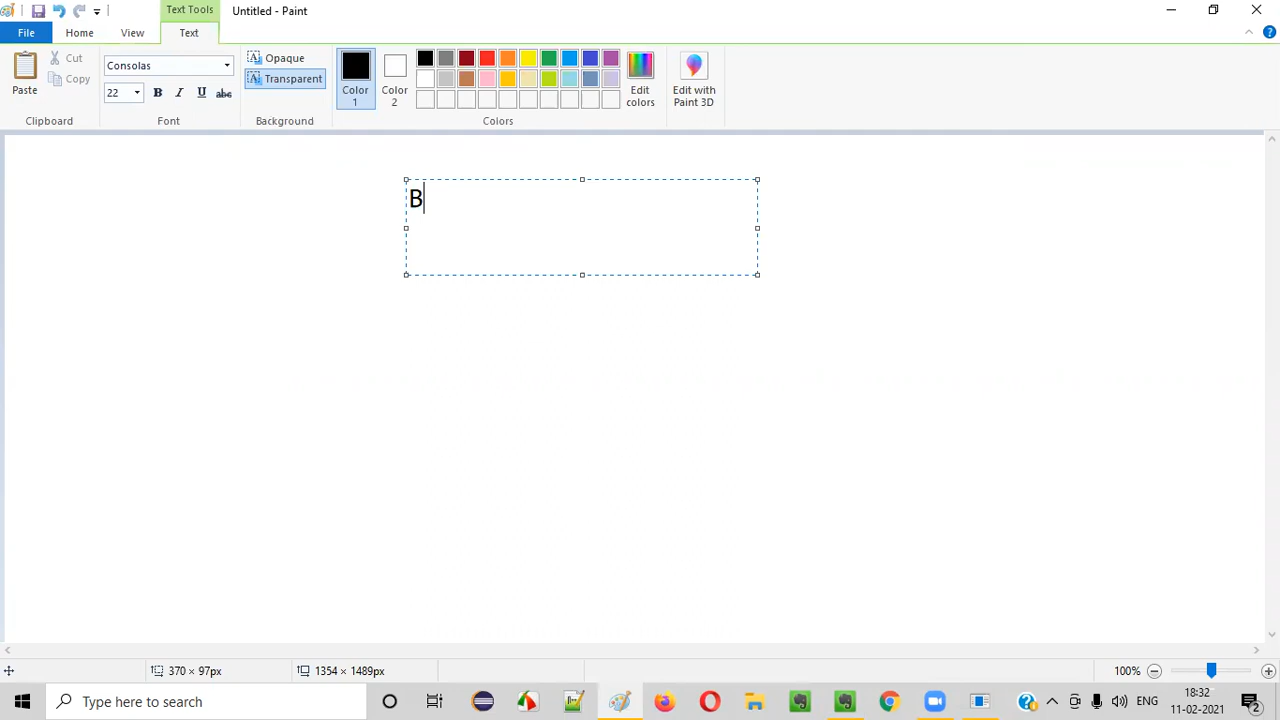 Text Tools
Untitled - Paint
File
Home
View
Text
Paste
Cut
Copy
Clipboard
Consolas
22
B
I
U
abc
Font
Opaque
Transparent
Background
Color 1
Color 2
Edit colors
Colors
Edit with Paint 3D
B
370 × 97px
1354 × 1489px
100%
Type here to search
ENG
18:32
11-02-2021
2